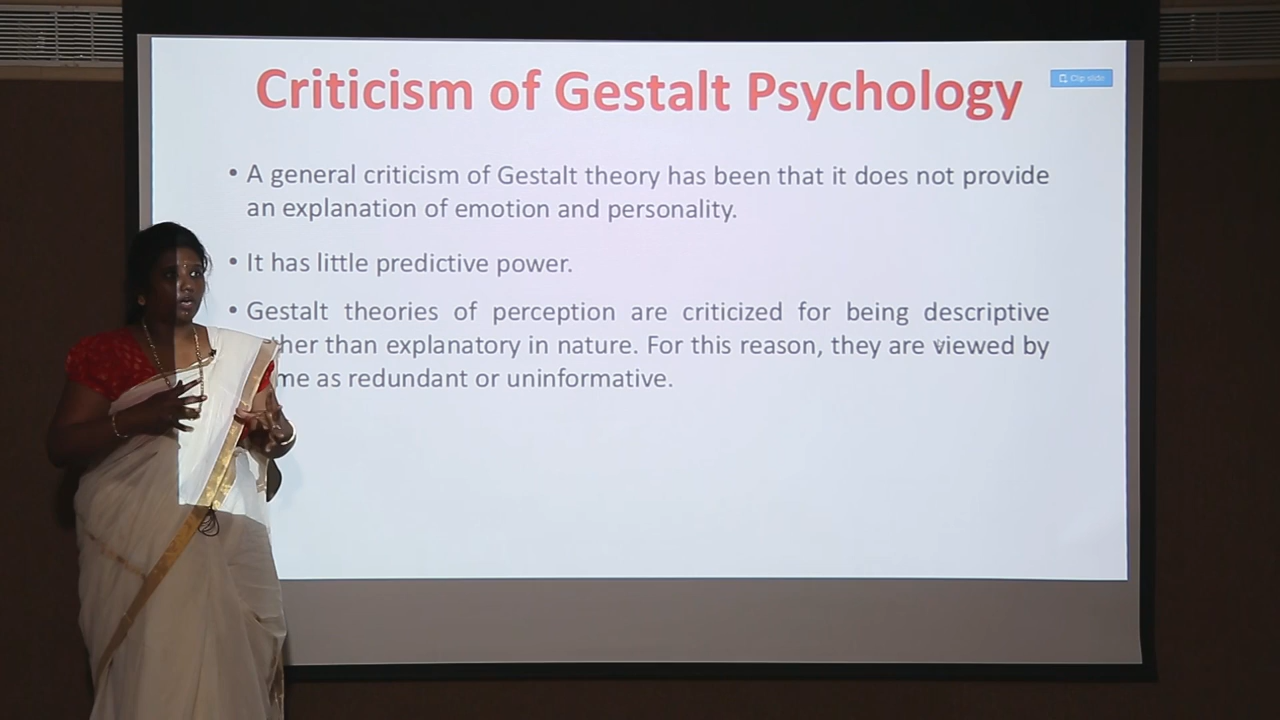 Criticism of Gestalt Psychology
Clip slide
• A general criticism of Gestalt theory has been that it does not provide
an explanation of emotion and personality.
• It has little predictive power.
• Gestalt theories of perception are criticized for being descriptive
than explanatory in nature. For this reason, they are viewed by
as redundant or uninformative.